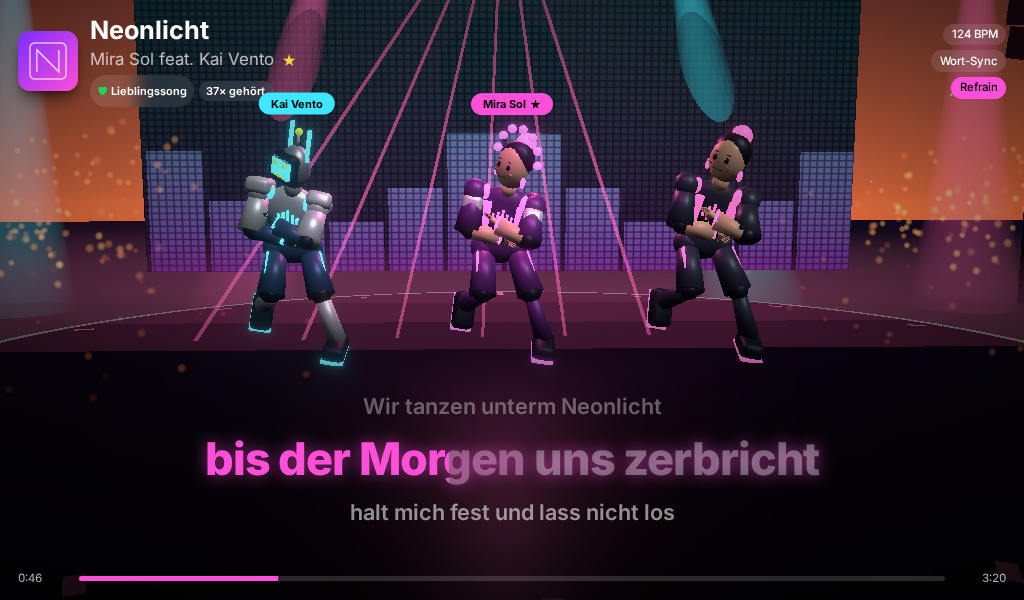 Neonlicht
Mira Sol feat. Kai Vento ★
Lieblingssong
37× gehört
124 BPM
Wort-Sync
Refrain
Kai Vento
Mira Sol ★
Wir tanzen unterm Neonlicht
bis der Morgen uns zerbricht
halt mich fest und lass nicht los
0:46
3:20